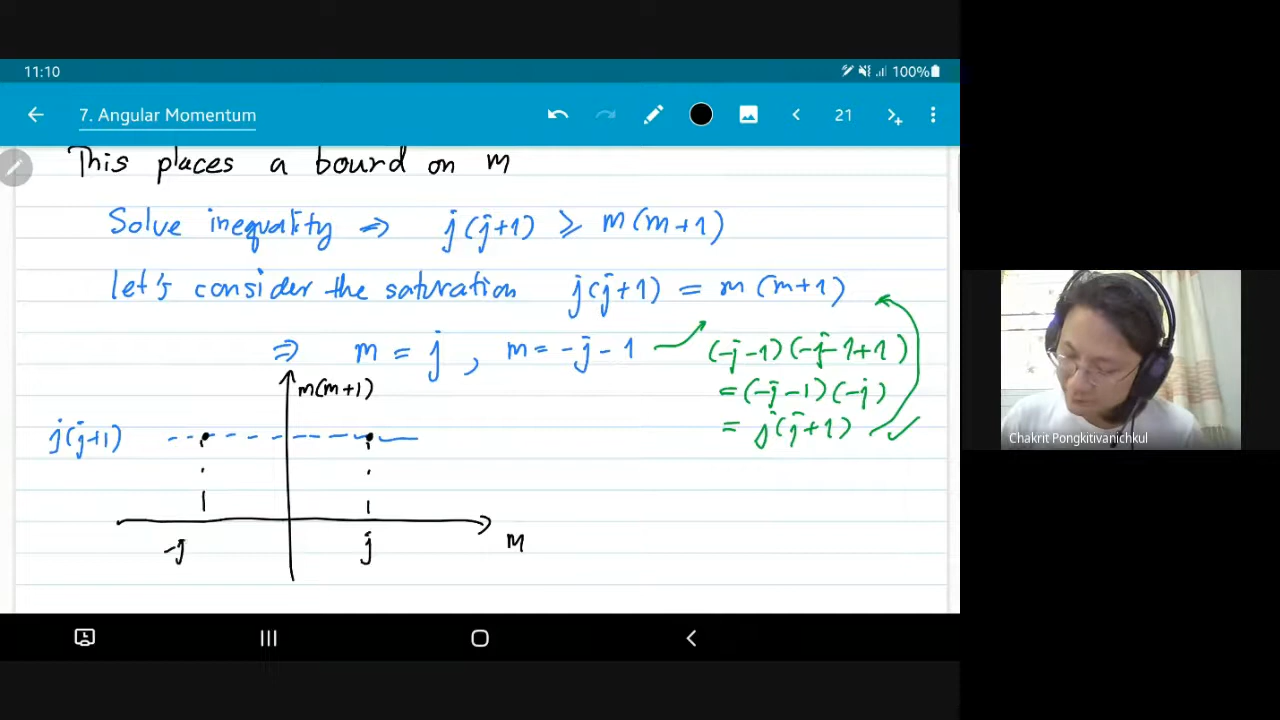 11:10 100%
7. Angular Momentum 21
This places a bound on m
Solve inequality ⇒ j(j+1) ≥ m(m+1)
let's consider the saturation j(j+1) = m(m+1)
⇒ m = j , m = -j-1
(-j-1)(-j-1+1)
= (-j-1)(-j)
= j(j+1) ✓
m(m+1)
j(j+1)
-j j m
Chakrit Pongkitivanichkul